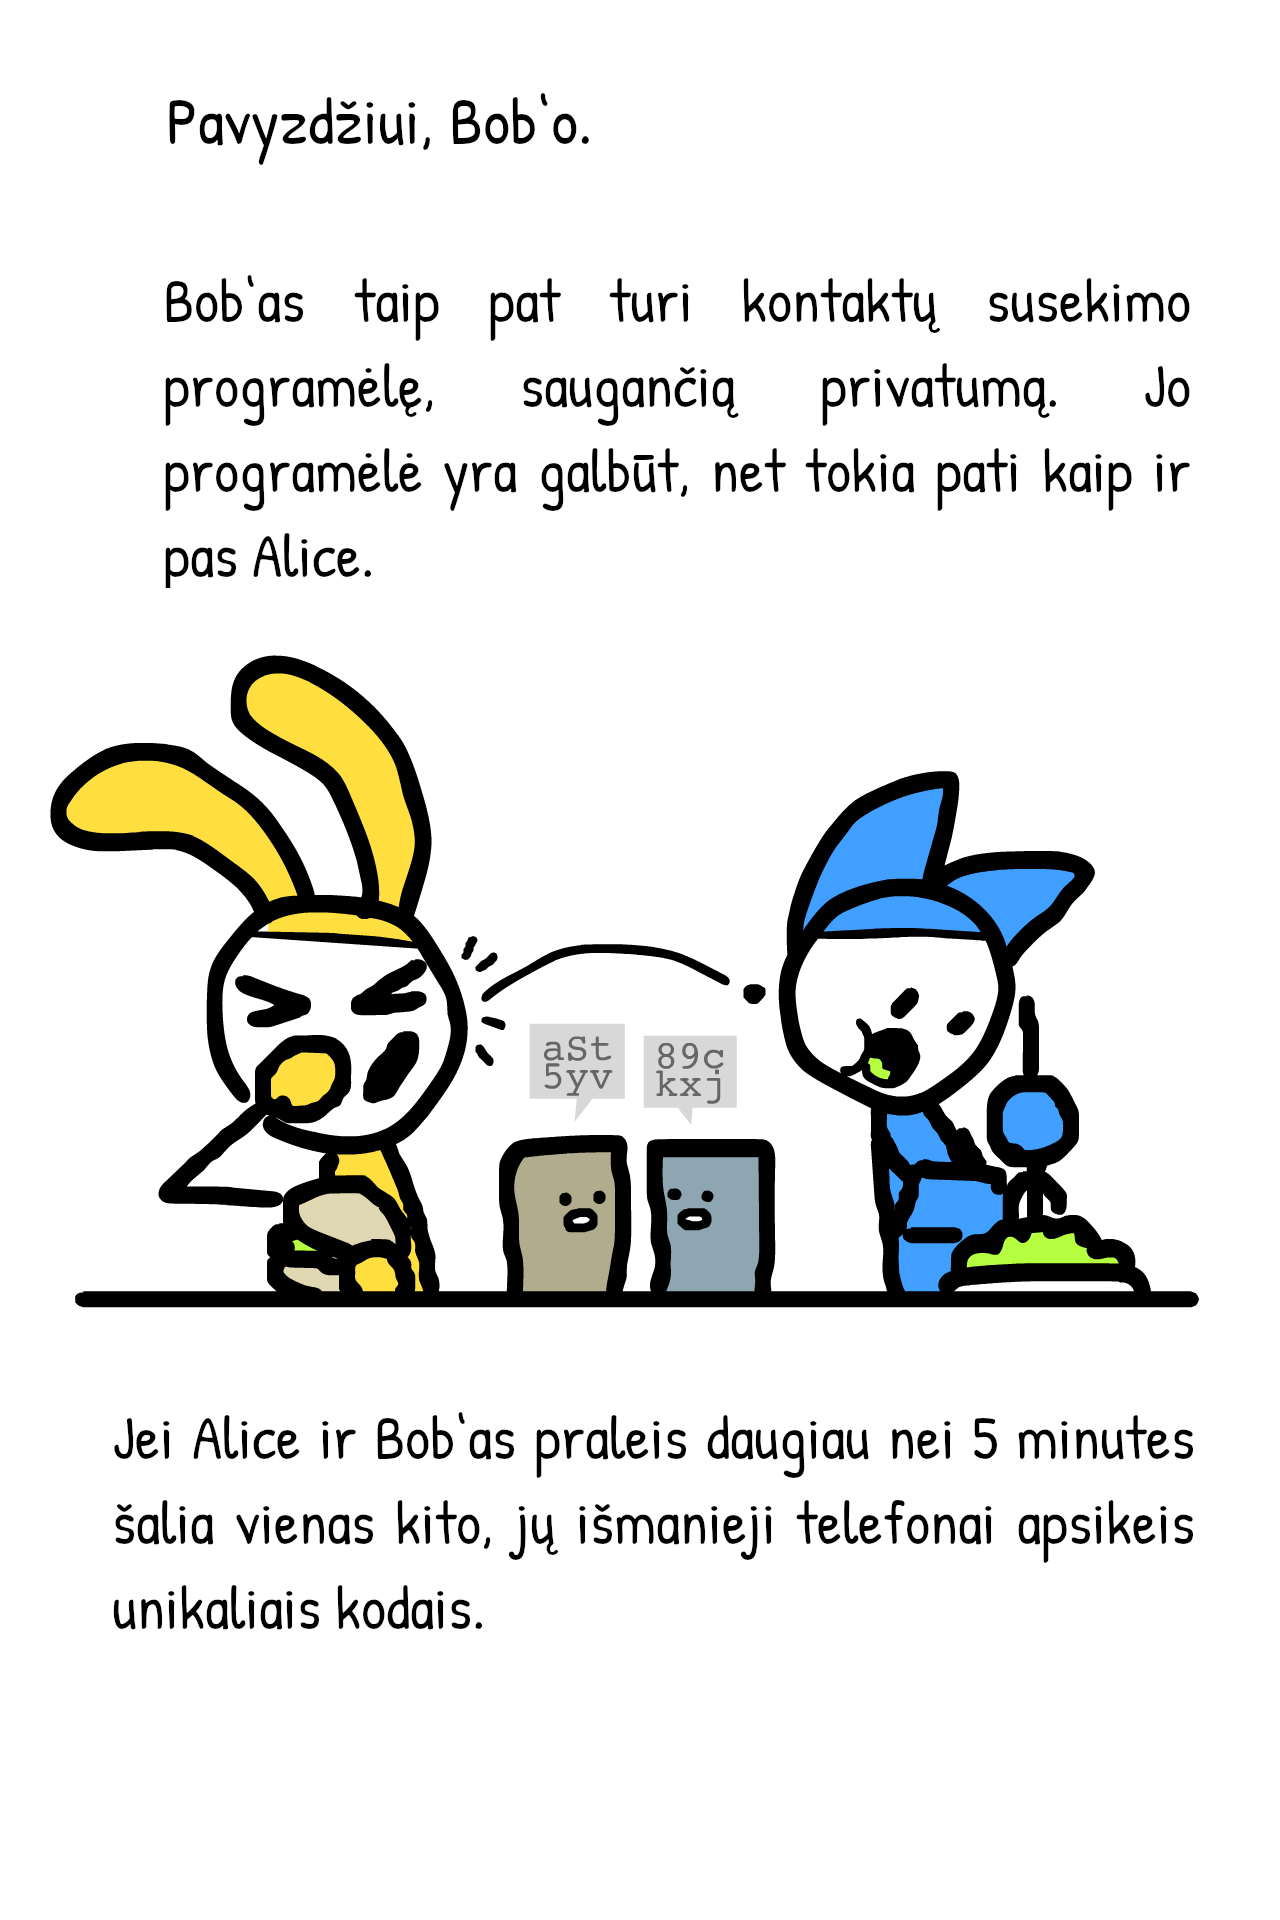 Pavyzdžiui, Bob‘o.
Bob‘as taip pat turi kontaktų susekimo
programėlę, saugančią privatumą. Jo
programėlė yra galbūt, net tokia pati kaip ir
pas Alice.
aSt
5yv
89ç
kxj
Jei Alice ir Bob‘as praleis daugiau nei 5 minutes
šalia vienas kito, jų išmanieji telefonai apsikeis
unikaliais kodais.